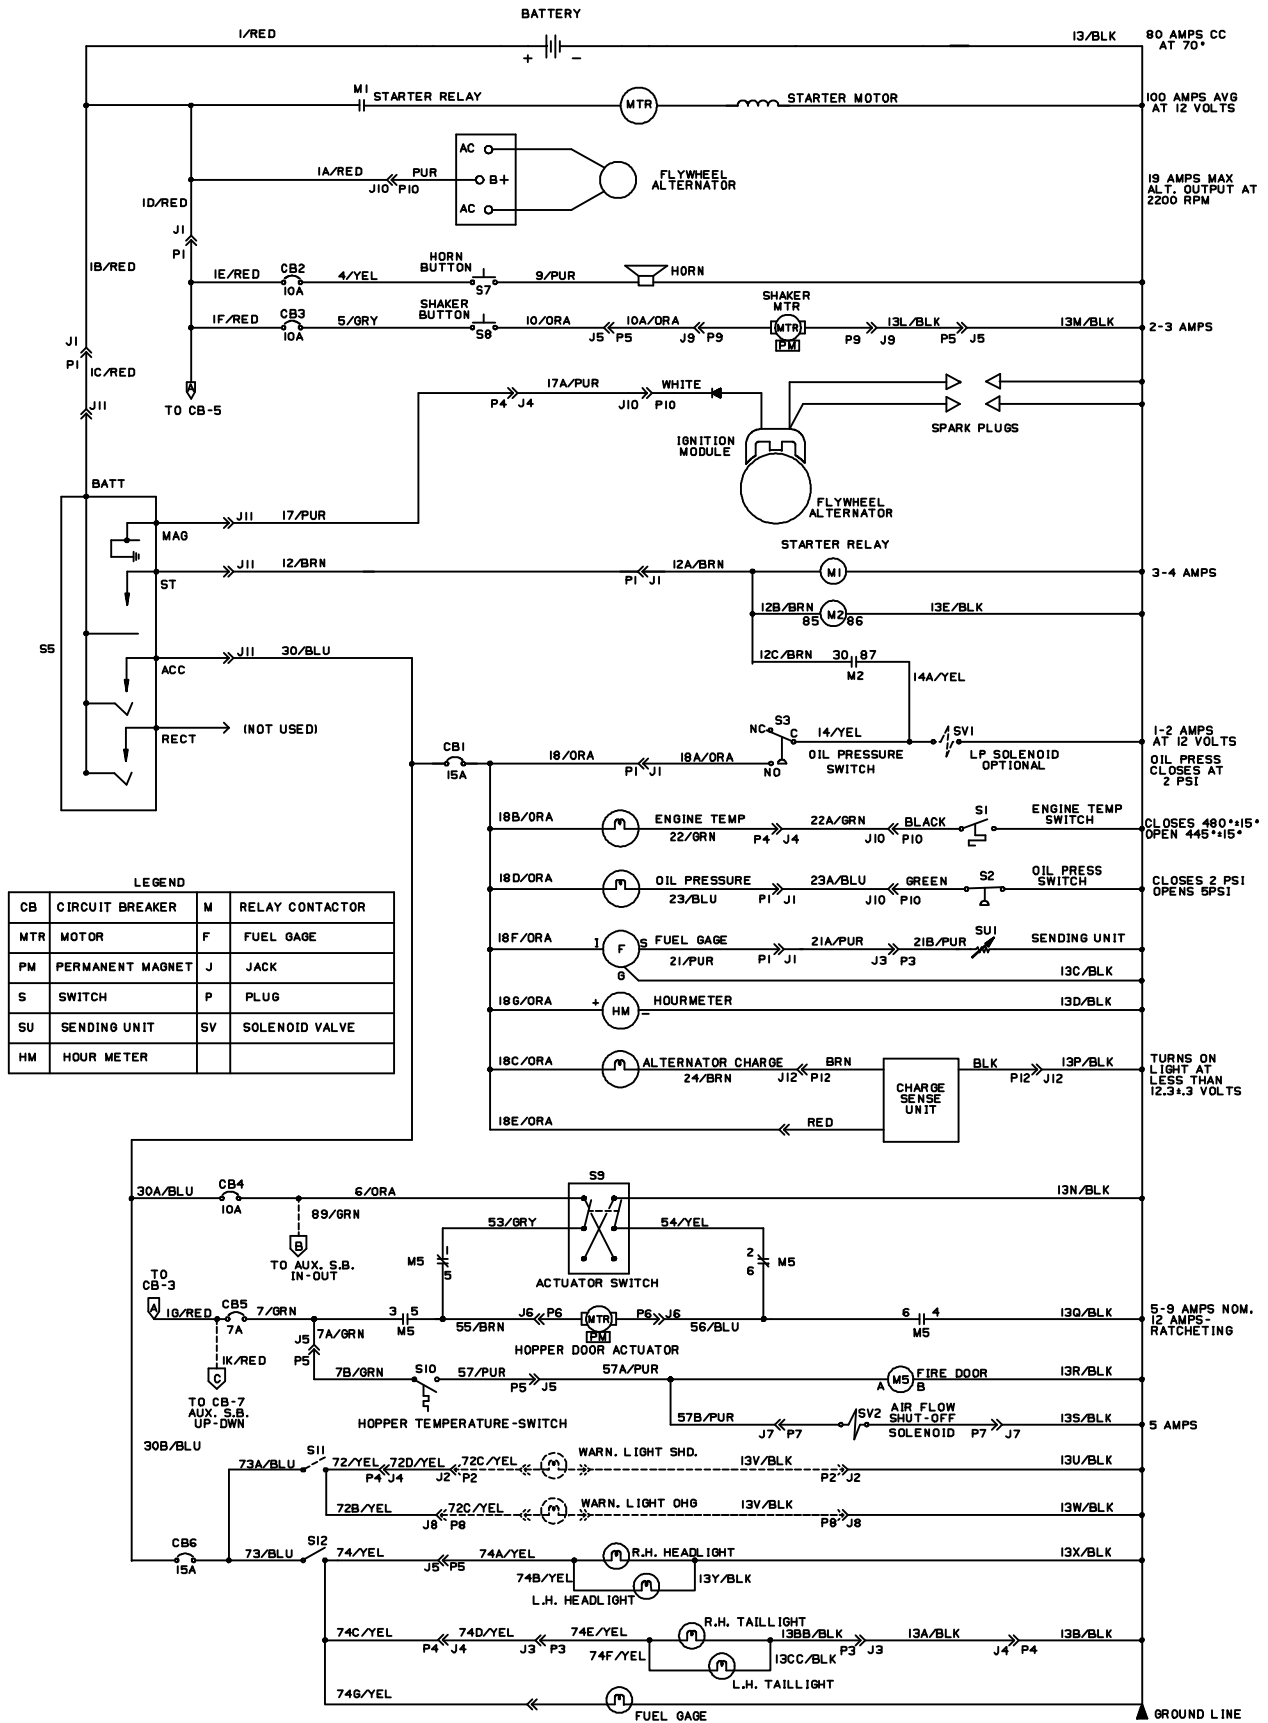 BATTERY
1/RED
+
-
13/BLK
80 AMPS CC
AT 70°
M1
STARTER RELAY
MTR
STARTER MOTOR
100 AMPS AVG
AT 12 VOLTS
AC
B+
AC
1A/RED
PUR
J10
P10
FLYWHEEL
ALTERNATOR
19 AMPS MAX
ALT. OUTPUT AT
2200 RPM
1D/RED
J1
P1
1B/RED
1E/RED
CB2
10A
4/YEL
HORN
BUTTON
S7
9/PUR
HORN
1F/RED
CB3
10A
5/GRY
SHAKER
BUTTON
S8
10/ORA
J5
P5
10A/ORA
J9
P9
SHAKER
MTR
MTR
PM
13L/BLK
P9
J9
P5
J5
13M/BLK
2-3 AMPS
J1
P1
1C/RED
J11
A
TO CB-5
P4
J4
17A/PUR
J10
P10
WHITE
IGNITION
MODULE
SPARK PLUGS
FLYWHEEL
ALTERNATOR
BATT
J11
17/PUR
MAG
STARTER RELAY
J11
12/BRN
ST
P1
J1
12A/BRN
M1
3-4 AMPS
12B/BRN
85
M2
86
13E/BLK
S5
J11
30/BLU
ACC
12C/BRN
30
87
M2
14A/YEL
RECT
(NOT USED)
CB1
15A
18/ORA
P1
J1
18A/ORA
NC
S3
C
NO
14/YEL
OIL PRESSURE
SWITCH
SV1
LP SOLENOID
OPTIONAL
1-2 AMPS
AT 12 VOLTS
OIL PRESS
CLOSES AT
2 PSI
18B/ORA
ENGINE TEMP
22/GRN
P4
J4
22A/GRN
J10
P10
BLACK
S1
ENGINE TEMP
SWITCH
CLOSES 480°±15°
OPEN 445°±15°
18D/ORA
OIL PRESSURE
23/BLU
P1
J1
23A/BLU
J10
P10
GREEN
S2
OIL PRESS
SWITCH
CLOSES 2 PSI
OPENS 5PSI
LEGEND
CB CIRCUIT BREAKER M RELAY CONTACTOR
MTR MOTOR F FUEL GAGE
PM PERMANENT MAGNET J JACK
S SWITCH P PLUG
SU SENDING UNIT SV SOLENOID VALVE
HM HOUR METER
18F/ORA
I
F
S
G
FUEL GAGE
21/PUR
P1
J1
21A/PUR
J3
P3
21B/PUR
SU1
SENDING UNIT
13C/BLK
18G/ORA
+
HM
-
HOURMETER
13D/BLK
18C/ORA
ALTERNATOR CHARGE
24/BRN
J12
P12
BRN
CHARGE
SENSE
UNIT
BLK
P12
J12
13P/BLK
TURNS ON
LIGHT AT
LESS THAN
12.3±.3 VOLTS
18E/ORA
RED
30A/BLU
CB4
10A
6/ORA
89/GRN
B
TO AUX. S.B.
IN-OUT
S9
ACTUATOR SWITCH
13N/BLK
53/GRY
54/YEL
M5
1
5
2
6
M5
TO
CB-3
A
1G/RED
CB5
7A
7/GRN
3
5
M5
55/BRN
J6
P6
MTR
PM
P6
J6
56/BLU
HOPPER DOOR ACTUATOR
6
4
M5
13Q/BLK
5-9 AMPS NOM.
12 AMPS-
RATCHETING
1K/RED
C
TO CB-7
AUX. S.B.
UP-DWN
7A/GRN
J5
P5
7B/GRN
S10
57/PUR
P5
J5
57A/PUR
HOPPER TEMPERATURE-SWITCH
A
M5
B
FIRE DOOR
13R/BLK
57B/PUR
J7
P7
SV2
AIR FLOW
SHUT-OFF
SOLENOID
P7
J7
13S/BLK
5 AMPS
30B/BLU
73A/BLU
S11
72/YEL
P4
J4
72D/YEL
J2
P2
72C/YEL
WARN. LIGHT SHD.
13V/BLK
P2
J2
13U/BLK
72B/YEL
J8
P8
72C/YEL
WARN. LIGHT OHG
13V/BLK
P8
J8
13W/BLK
CB6
15A
73/BLU
S12
74/YEL
J5
P5
74A/YEL
R.H. HEADLIGHT
13X/BLK
74B/YEL
L.H. HEADLIGHT
13Y/BLK
74C/YEL
P4
J4
74D/YEL
J3
P3
74E/YEL
R.H. TAILLIGHT
13BB/BLK
P3
J3
13A/BLK
J4
P4
13B/BLK
74F/YEL
13CC/BLK
L.H. TAILLIGHT
74G/YEL
FUEL GAGE
GROUND LINE